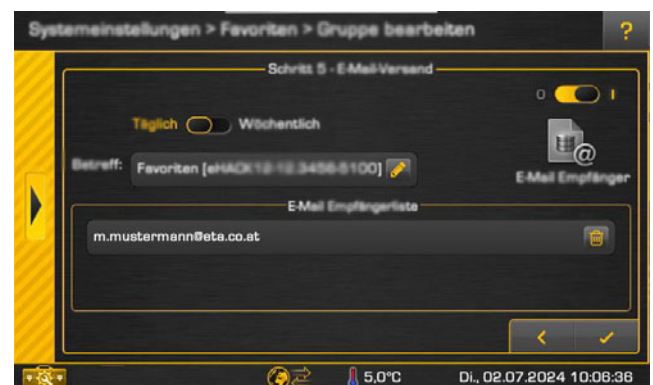 Systemeinstellungen > Favoriten > Gruppe bearbeiten ?
Schritt 5 - E-Mail-Versand
O I
Täglich Wöchentlich
Betreff: Favoriten
E-Mail Empfänger
E-Mail Empfängerliste
m.mustermann@eta.co.at
5,0°C Di., 02.07.2024 10:06:36